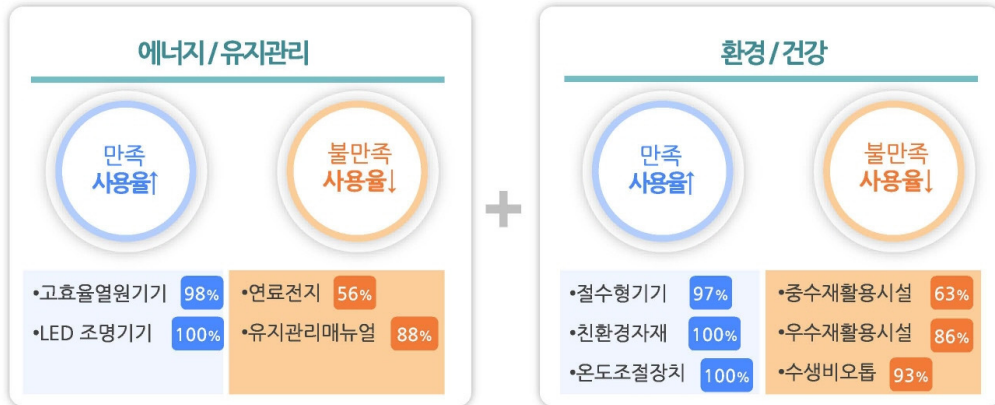 에너지 / 유지관리
만족
사용율↑
불만족
사용율↓
•고효율열원기기 98%
•LED 조명기기 100%
•연료전지 56%
•유지관리매뉴얼 88%
+
환경 / 건강
만족
사용율↑
불만족
사용율↓
•절수형기기 97%
•친환경자재 100%
•온도조절장치 100%
•중수재활용시설 63%
•우수재활용시설 86%
•수생비오톱 93%